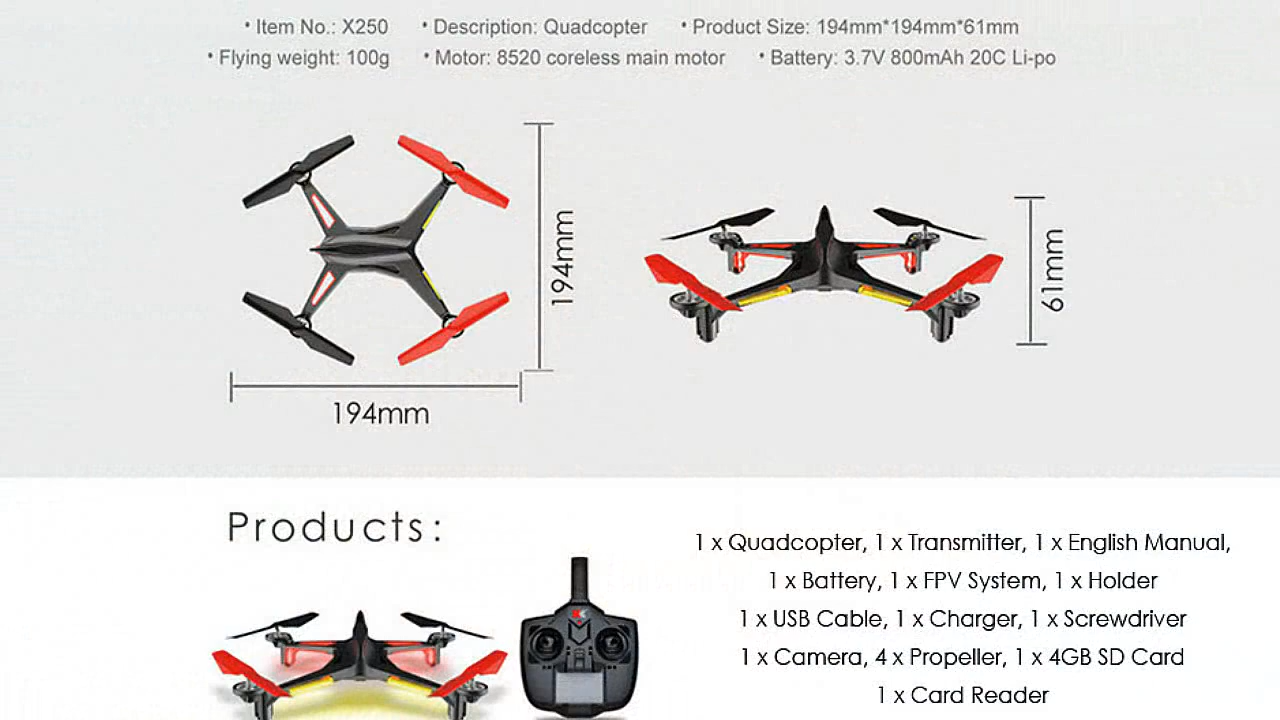 • Item No.: X250 • Description: Quadcopter • Product Size: 194mm*194mm*61mm
• Flying weight: 100g • Motor: 8520 coreless main motor • Battery: 3.7V 800mAh 20C Li-po
194mm
61mm
194mm
Products:
1 x Quadcopter, 1 x Transmitter, 1 x English Manual,
1 x Battery, 1 x FPV System, 1 x Holder
1 x USB Cable, 1 x Charger, 1 x Screwdriver
1 x Camera, 4 x Propeller, 1 x 4GB SD Card
1 x Card Reader